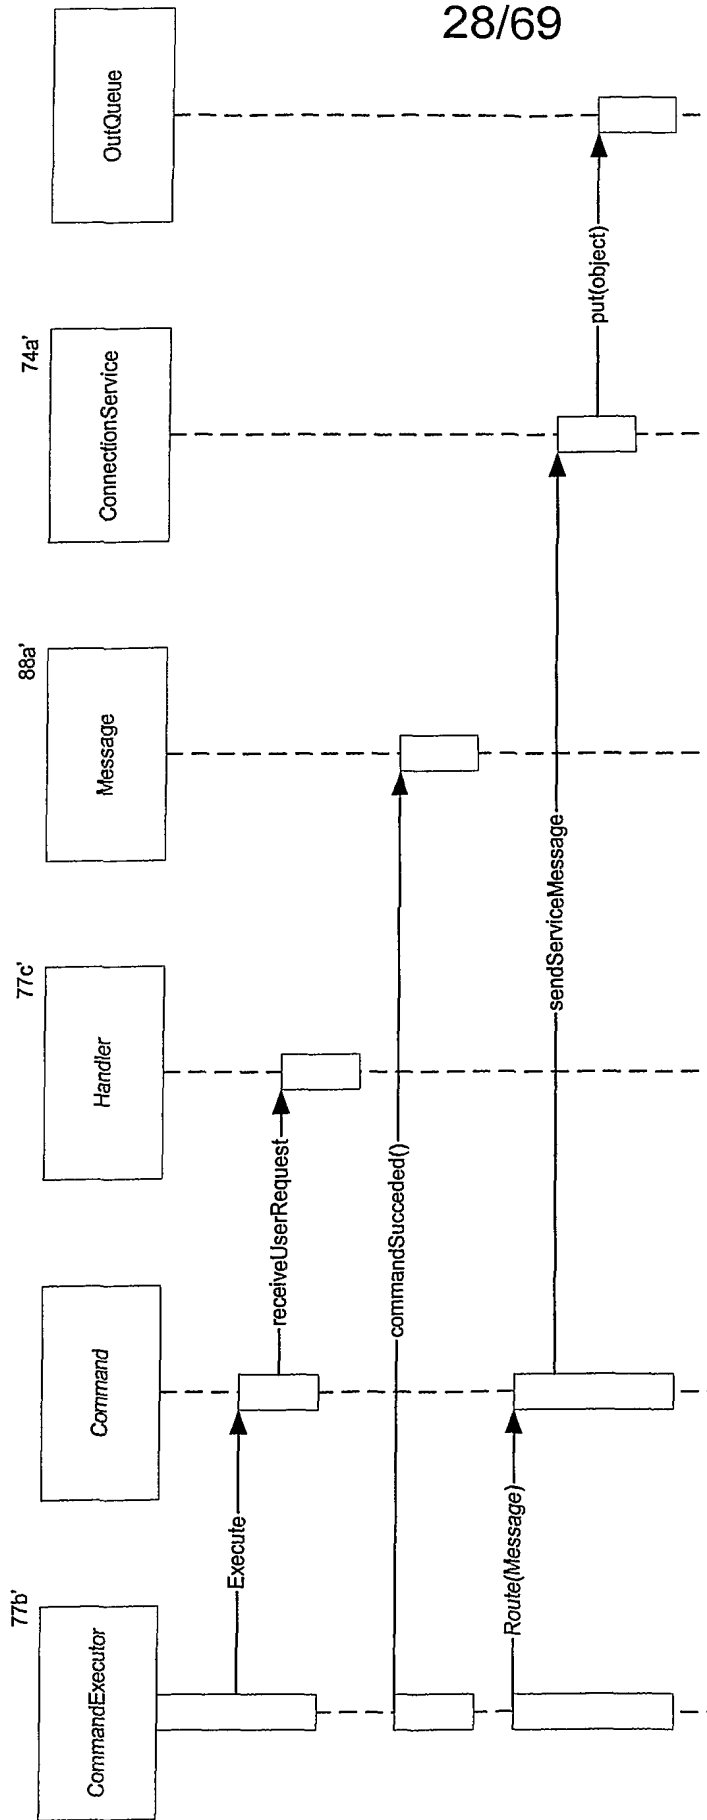 28/69
77b'
CommandExecutor
Command
77c'
Handler
88a'
Message
74a'
ConnectionService
OutQueue
Execute
receiveUserRequest
commandSucceded()
Route(Message)
sendServiceMessage
put(object)